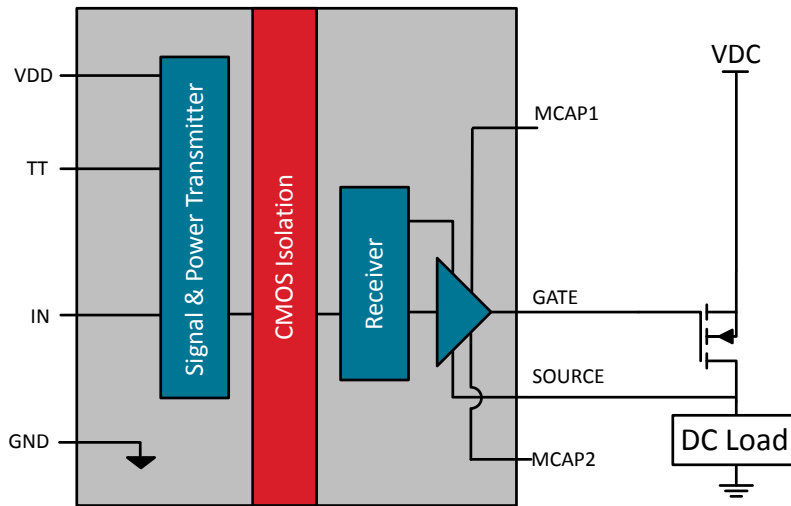 VDD
TT
IN
GND
Signal & Power Transmitter
CMOS Isolation
Receiver
MCAP1
GATE
SOURCE
MCAP2
VDC
DC Load